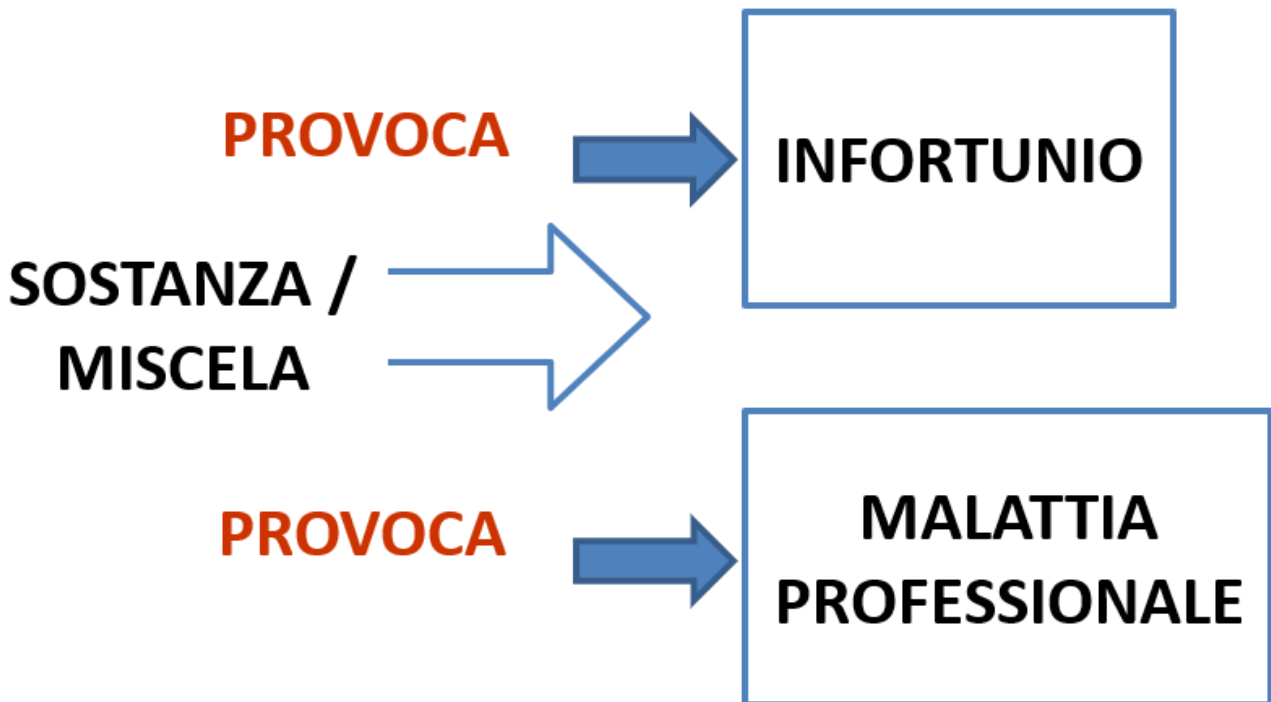 PROVOCA
INFORTUNIO
SOSTANZA /
MISCELA
PROVOCA
MALATTIA
PROFESSIONALE